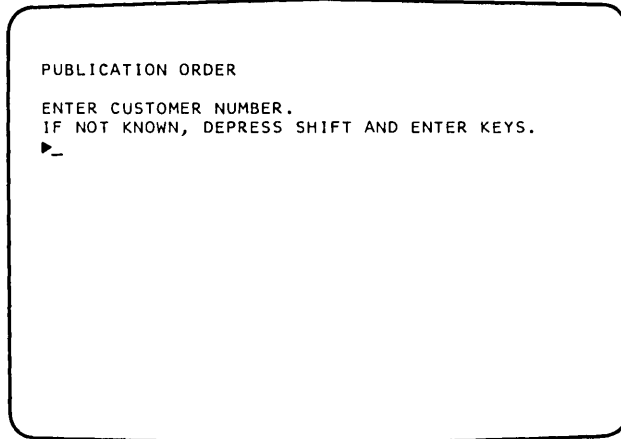 PUBLICATION ORDER
ENTER CUSTOMER NUMBER.
IF NOT KNOWN, DEPRESS SHIFT AND ENTER KEYS.
▶_